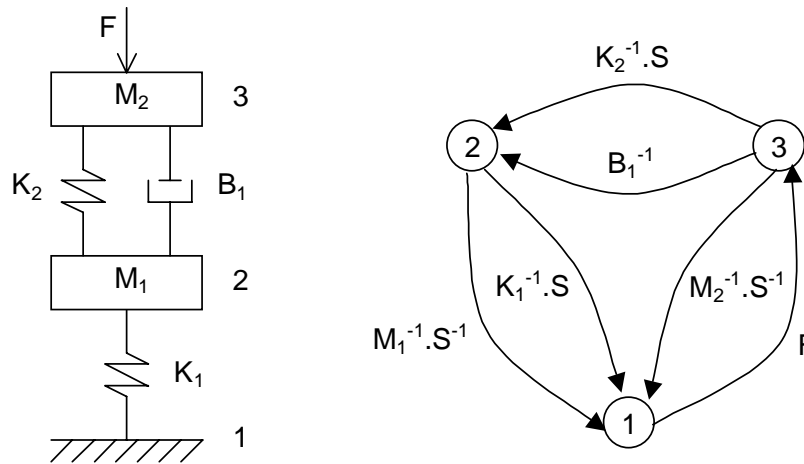 F
M₂
3
K₂
B₁
M₁
2
K₁
1
K₂⁻¹.S
2
3
B₁⁻¹
K₁⁻¹.S
M₂⁻¹.S⁻¹
M₁⁻¹.S⁻¹
F
1